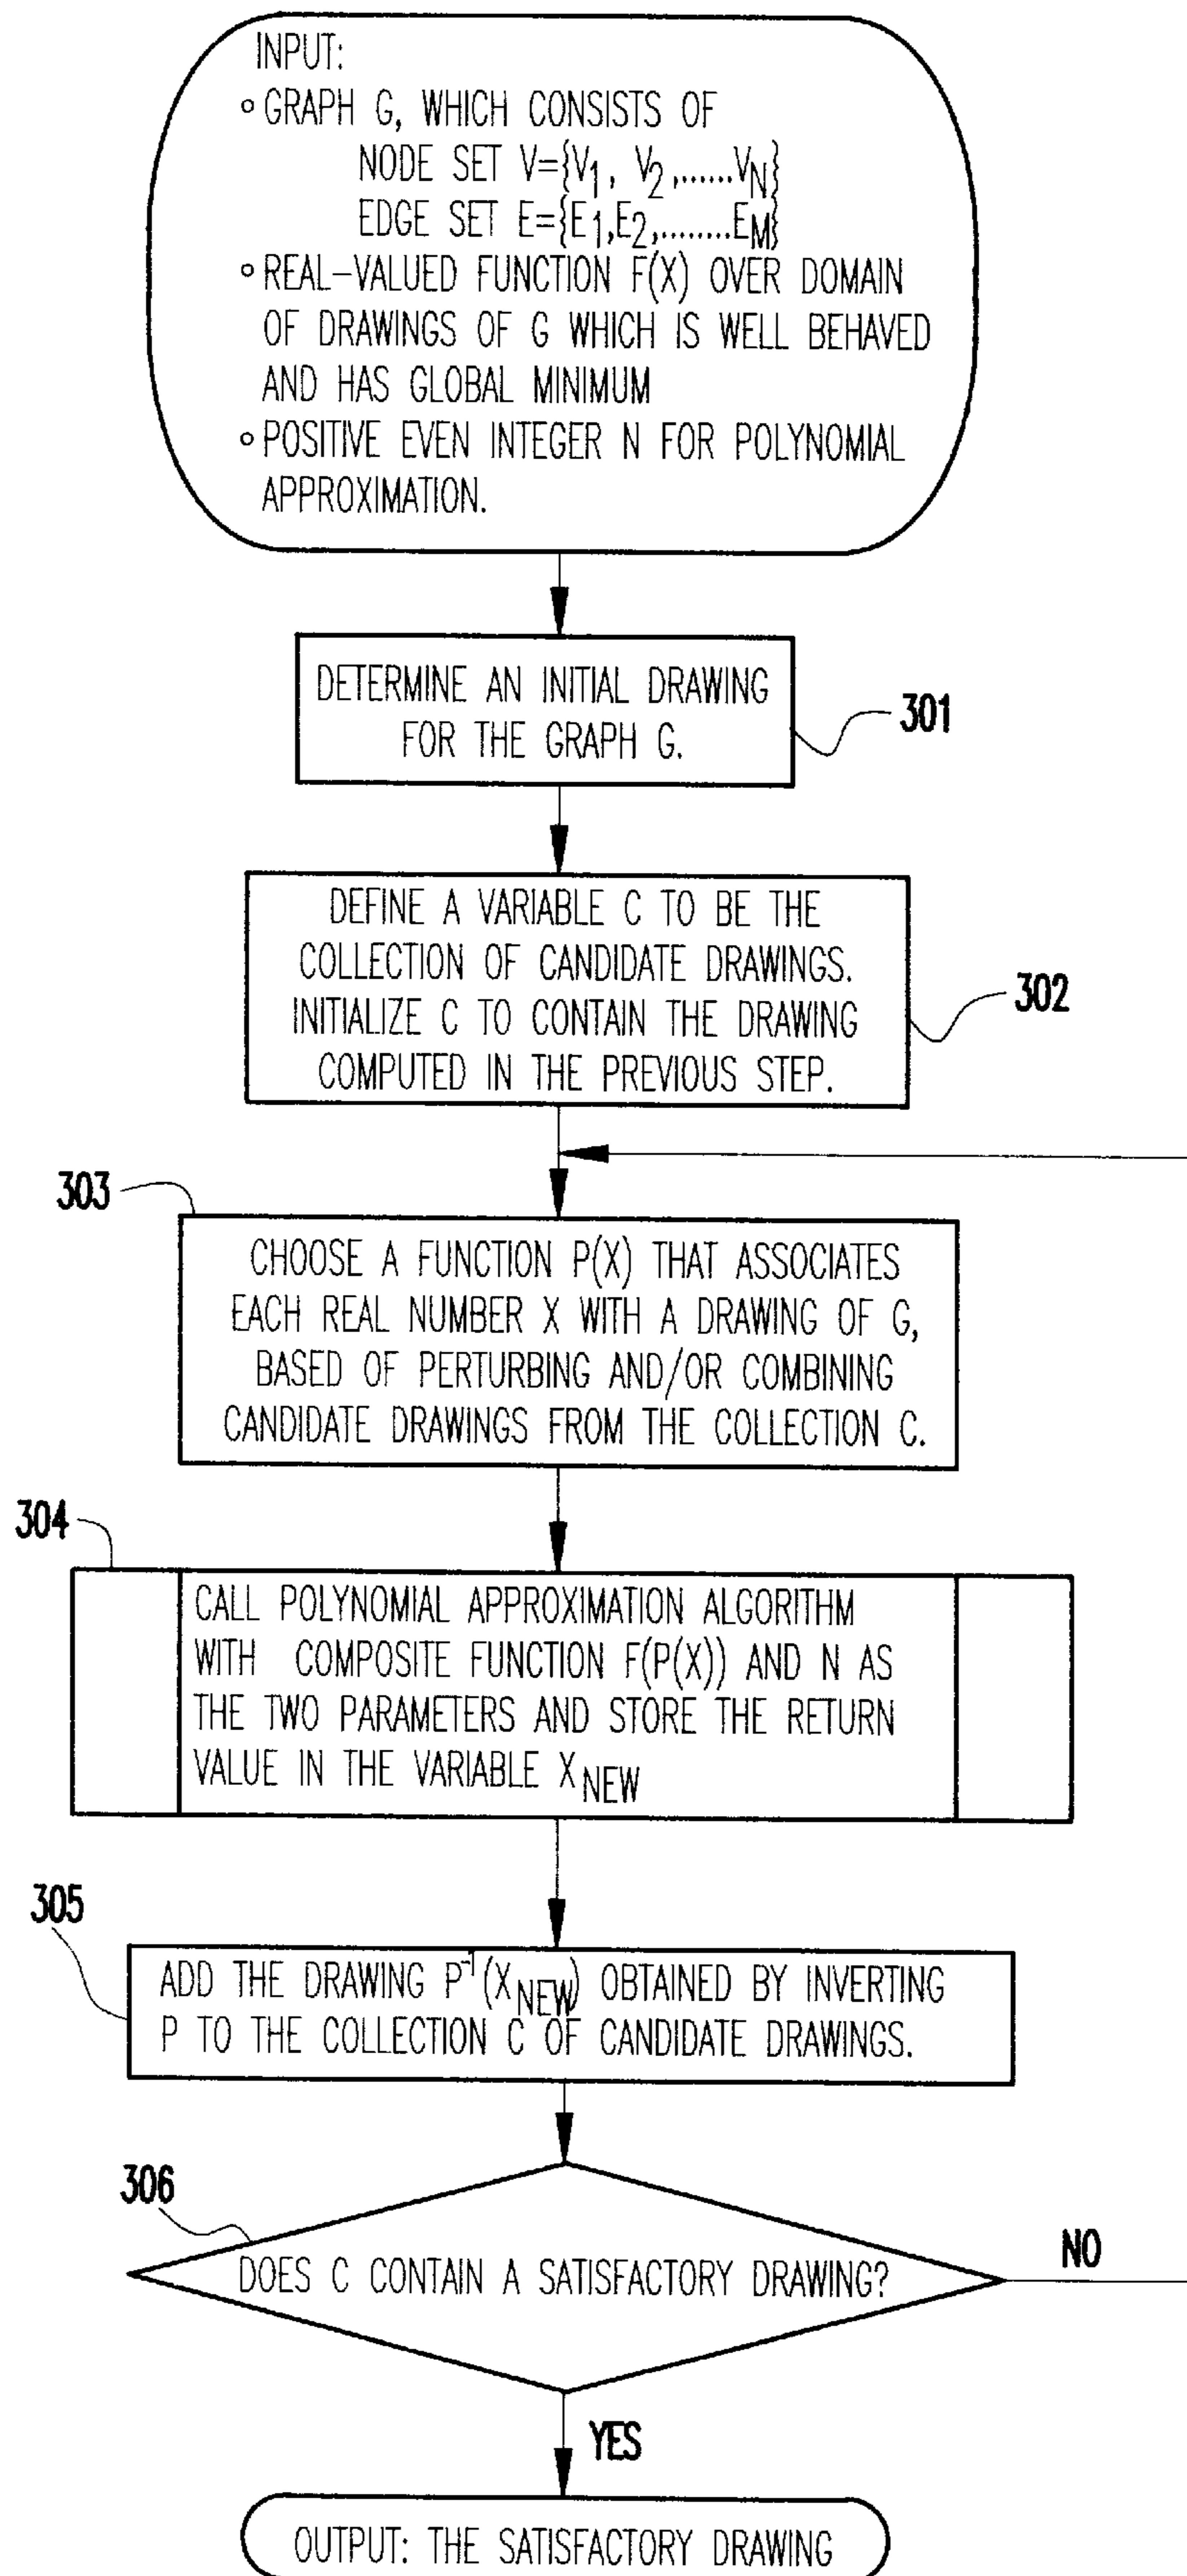 INPUT:
○ GRAPH G, WHICH CONSISTS OF
NODE SET V={V1, V2,......VN}
EDGE SET E={E1,E2,........EM}
○ REAL-VALUED FUNCTION F(X) OVER DOMAIN
OF DRAWINGS OF G WHICH IS WELL BEHAVED
AND HAS GLOBAL MINIMUM
○ POSITIVE EVEN INTEGER N FOR POLYNOMIAL
APPROXIMATION.
DETERMINE AN INITIAL DRAWING
FOR THE GRAPH G.
301
DEFINE A VARIABLE C TO BE THE
COLLECTION OF CANDIDATE DRAWINGS.
INITIALIZE C TO CONTAIN THE DRAWING
COMPUTED IN THE PREVIOUS STEP.
302
303
CHOOSE A FUNCTION P(X) THAT ASSOCIATES
EACH REAL NUMBER X WITH A DRAWING OF G,
BASED OF PERTURBING AND/OR COMBINING
CANDIDATE DRAWINGS FROM THE COLLECTION C.
304
CALL POLYNOMIAL APPROXIMATION ALGORITHM
WITH COMPOSITE FUNCTION F(P(X)) AND N AS
THE TWO PARAMETERS AND STORE THE RETURN
VALUE IN THE VARIABLE XNEW
305
ADD THE DRAWING P-1(XNEW) OBTAINED BY INVERTING
P TO THE COLLECTION C OF CANDIDATE DRAWINGS.
306
DOES C CONTAIN A SATISFACTORY DRAWING?
NO
YES
OUTPUT: THE SATISFACTORY DRAWING